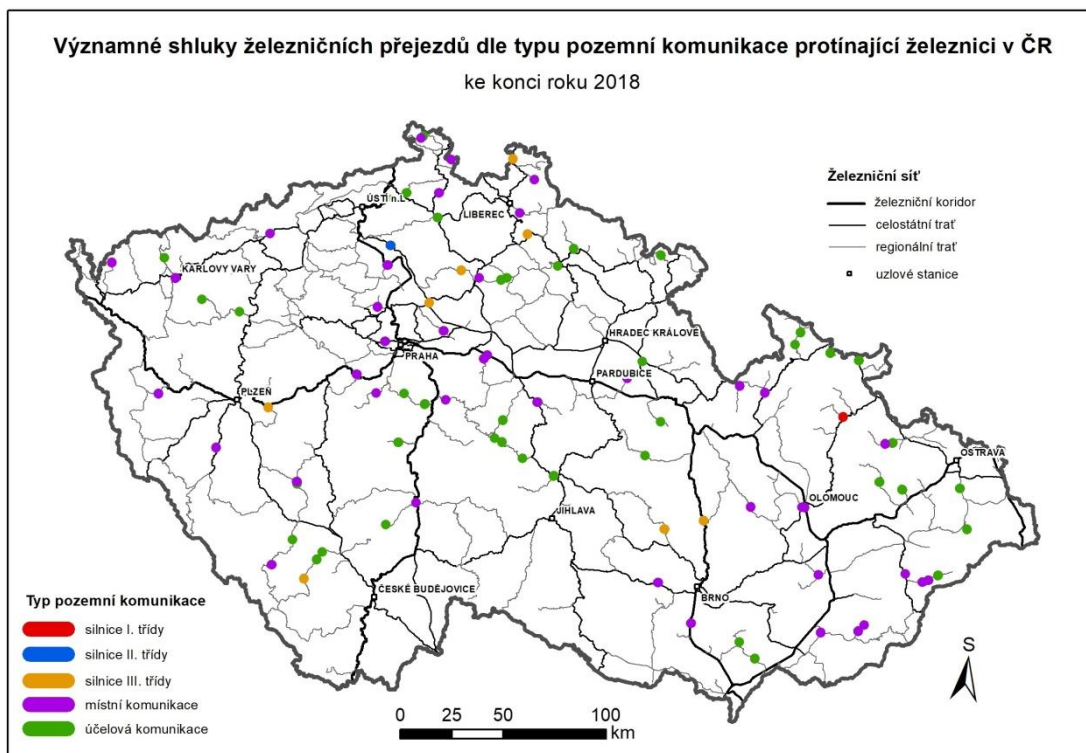 Významné shluky železničních přejezdů dle typu pozemní komunikace protínající železnici v ČR
ke konci roku 2018
Železniční síť
železniční koridor
celostátní trať
regionální trať
uzlové stanice
ÚSTÍ n.L
LIBEREC
KARLOVY VARY
HRADEC KRÁLOVÉ
PRAHA
PARDUBICE
PLZEŇ
OSTRAVA
OLOMOUC
JIHLAVA
ČESKÉ BUDĚJOVICE
BRNO
Typ pozemní komunikace
silnice I. třídy
silnice II. třídy
silnice III. třídy
místní komunikace
účelová komunikace
S
0 25 50 100
km